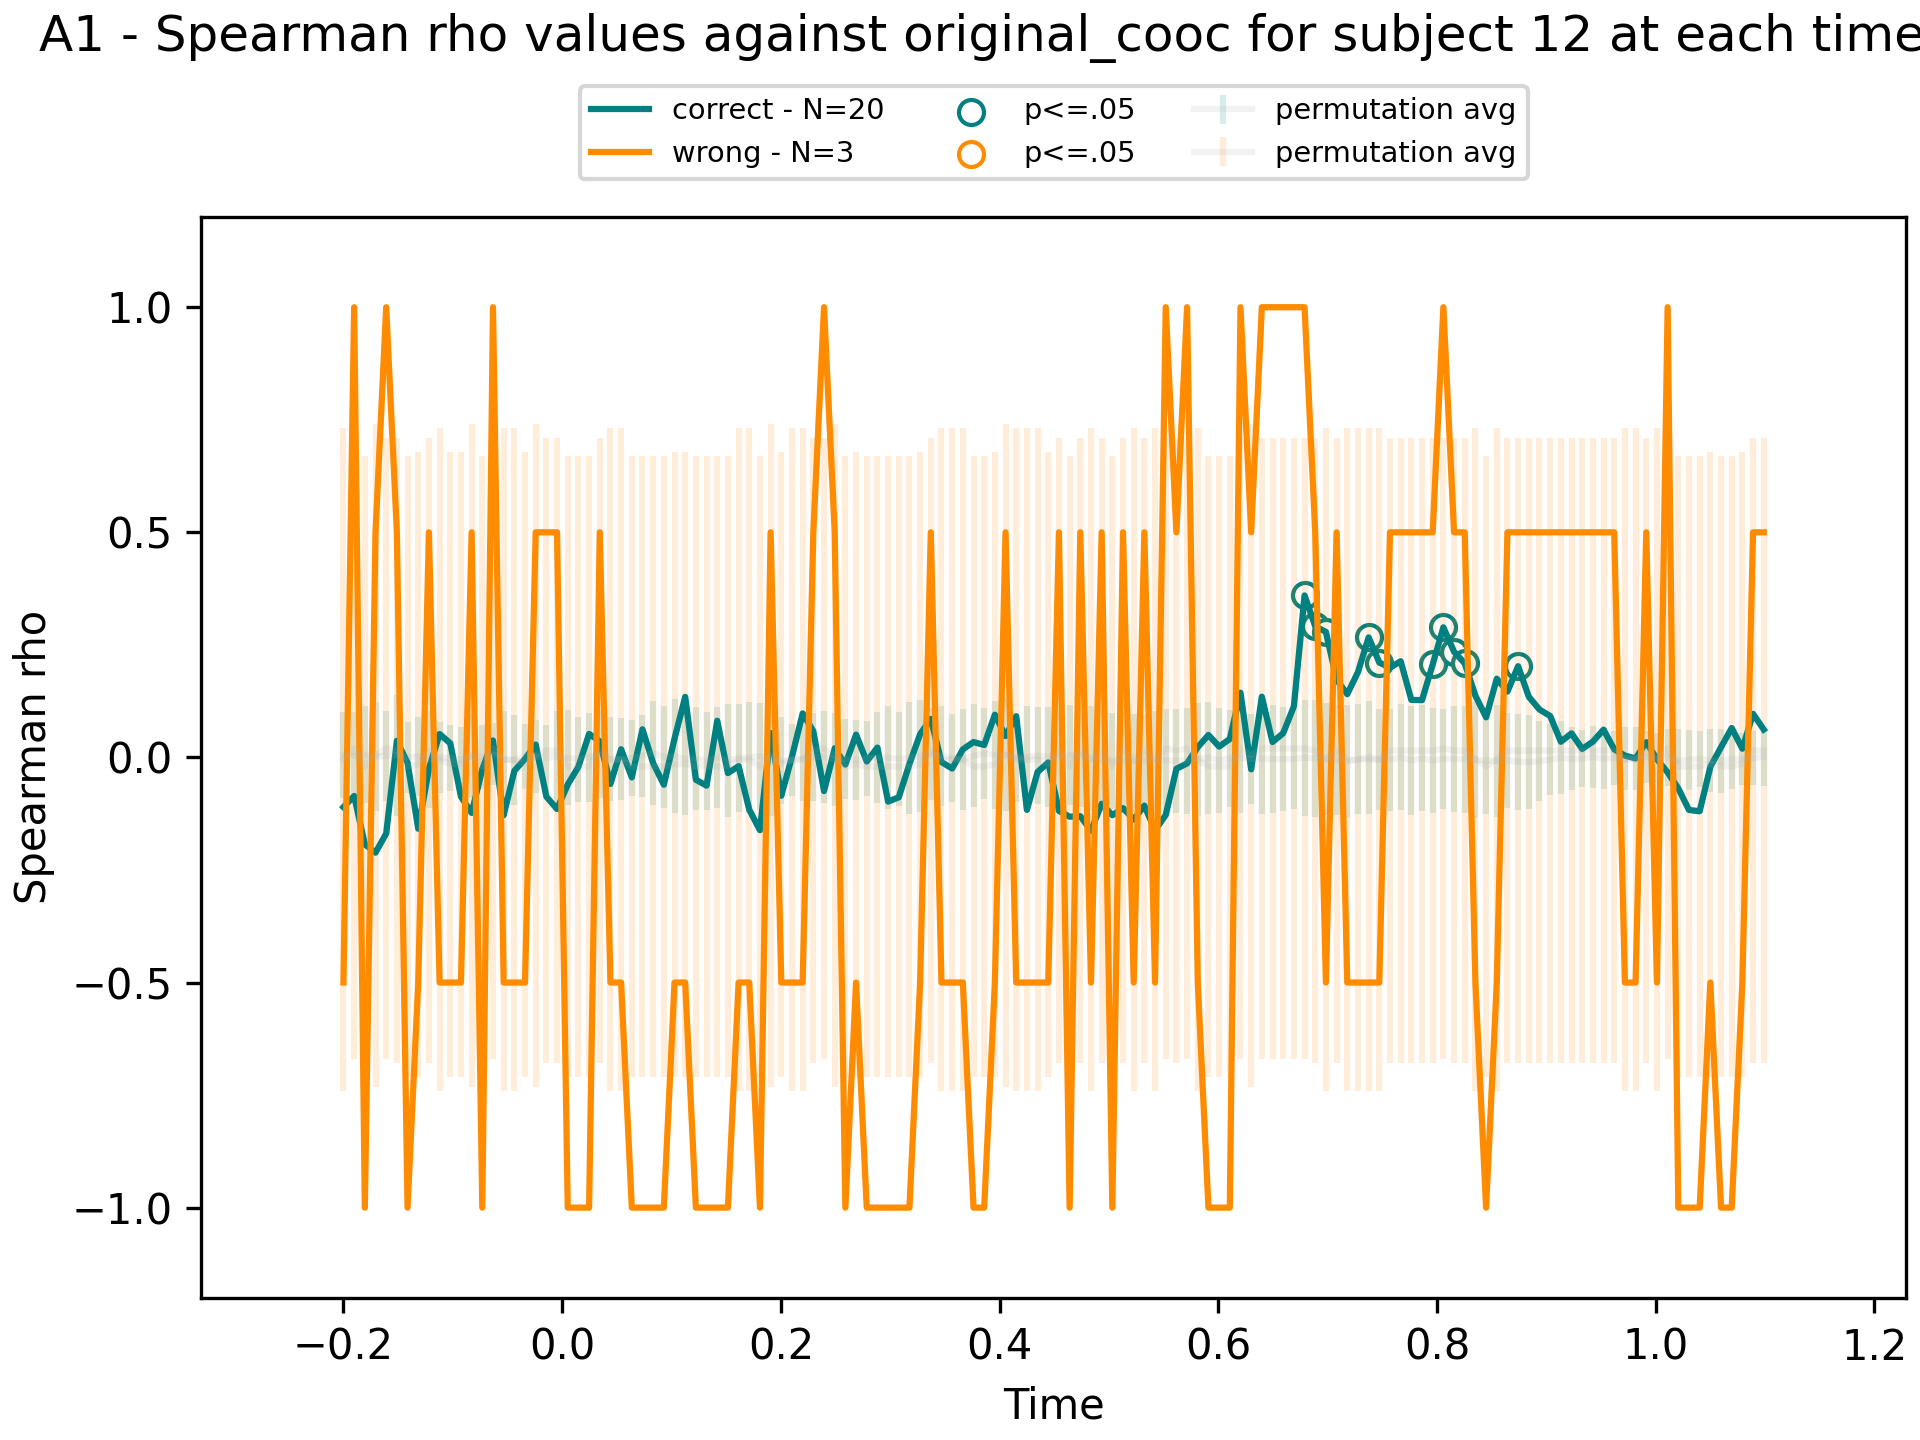 A1 - Spearman rho values against original_cooc for subject 12 at each time
correct - N=20
wrong - N=3
p<=.05
p<=.05
permutation avg
permutation avg
Spearman rho
1.0
0.5
0.0
−0.5
−1.0
−0.2 0.0 0.2 0.4 0.6 0.8 1.0 1.2
Time